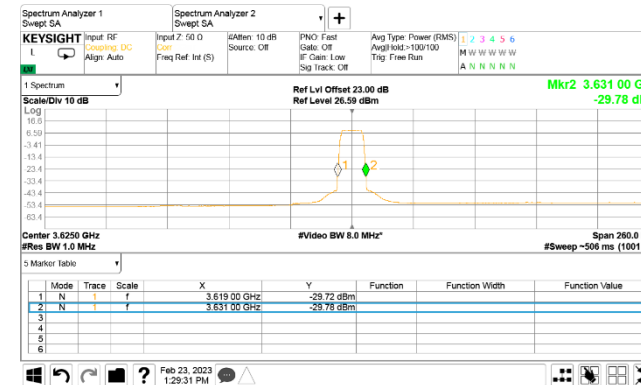 Spectrum Analyzer 1
Swept SA
Spectrum Analyzer 2
Swept SA
+
KEYSIGHT
L
Input: RF
Coupling: DC
Align: Auto
Input Z: 50 Ω
Corr
Freq Ref: Int (S)
#Atten: 10 dB
Source: Off
PNO: Fast
Gate: Off
IF Gain: Low
Sig Track: Off
Avg Type: Power (RMS)
Avg|Hold:>100/100
Trig: Free Run
1 2 3 4 5 6
M W W W W W
A N N N N N
1 Spectrum
Scale/Div 10 dB
Ref Lvl Offset 23.00 dB
Ref Level 26.59 dBm
Mkr2 3.631 00 G
-29.78 d
Log
16.6
6.59
-3.41
-13.4
-23.4
-33.4
-43.4
-53.4
-63.4
1
2
Center 3.6250 GHz
#Res BW 1.0 MHz
#Video BW 8.0 MHz*
Span 260.0
#Sweep ~506 ms (1001
5 Marker Table
Mode Trace Scale X Y Function Function Width Function Value
1 N 1 f 3.619 00 GHz -29.72 dBm
2 N 1 f 3.631 00 GHz -29.78 dBm
3
4
5
6
? Feb 23, 2023
1:29:31 PM